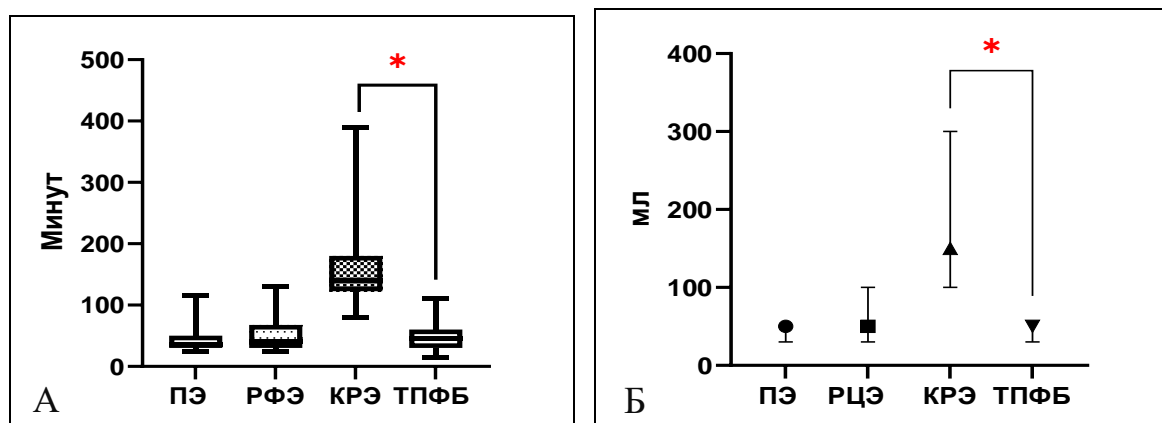 *
500
400
300
200
100
0
Минут
ПЭ РФЭ КРЭ ТПФБ
А
*
400
300
200
100
0
мл
ПЭ РЦЭ КРЭ ТПФБ
Б